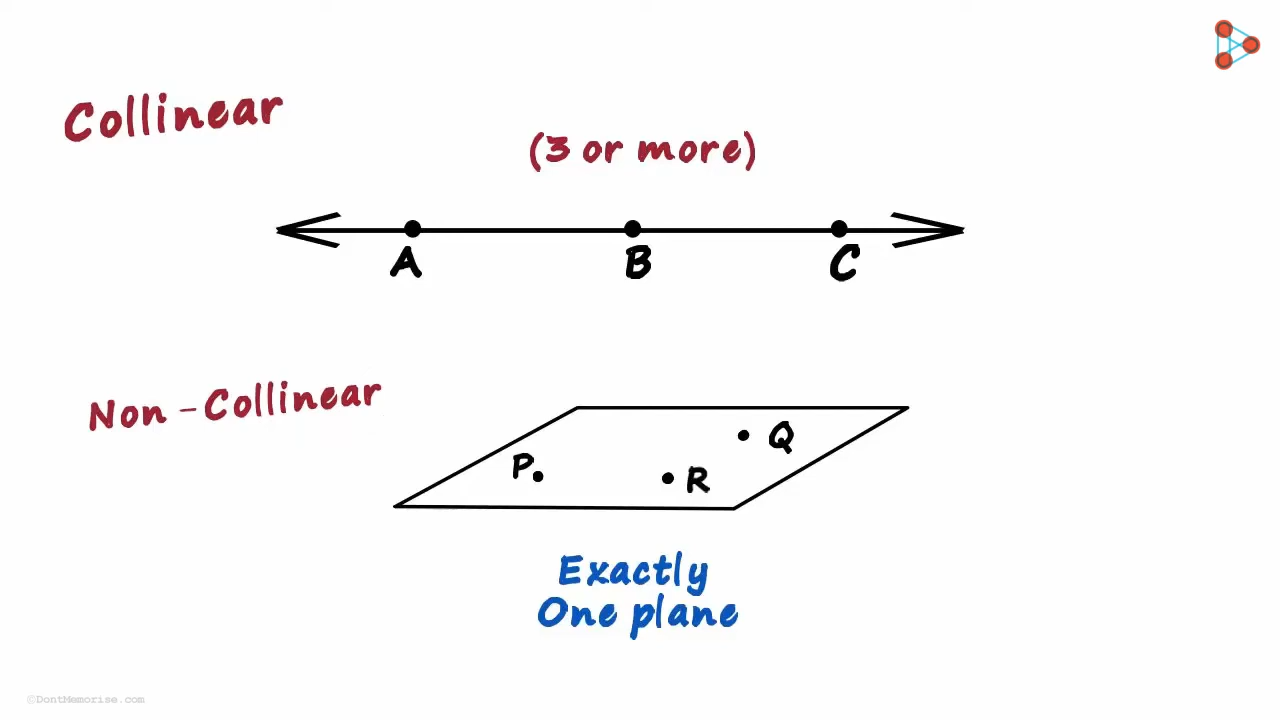 Collinear
(3 or more)
A B C
Non - Collinear
P Q
R
Exactly
One plane
©DontMemorise.com